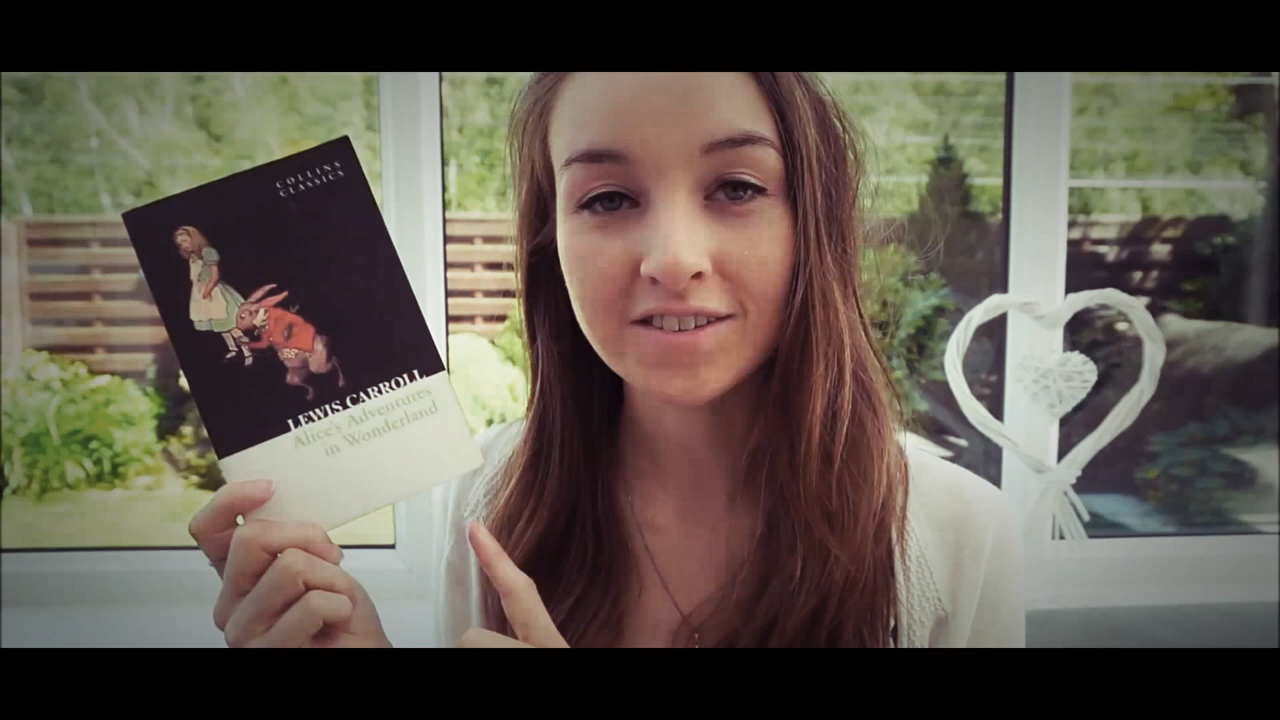 COLLINS
CLASSICS
LEWIS CARROLL
Alice's Adventures
in Wonderland